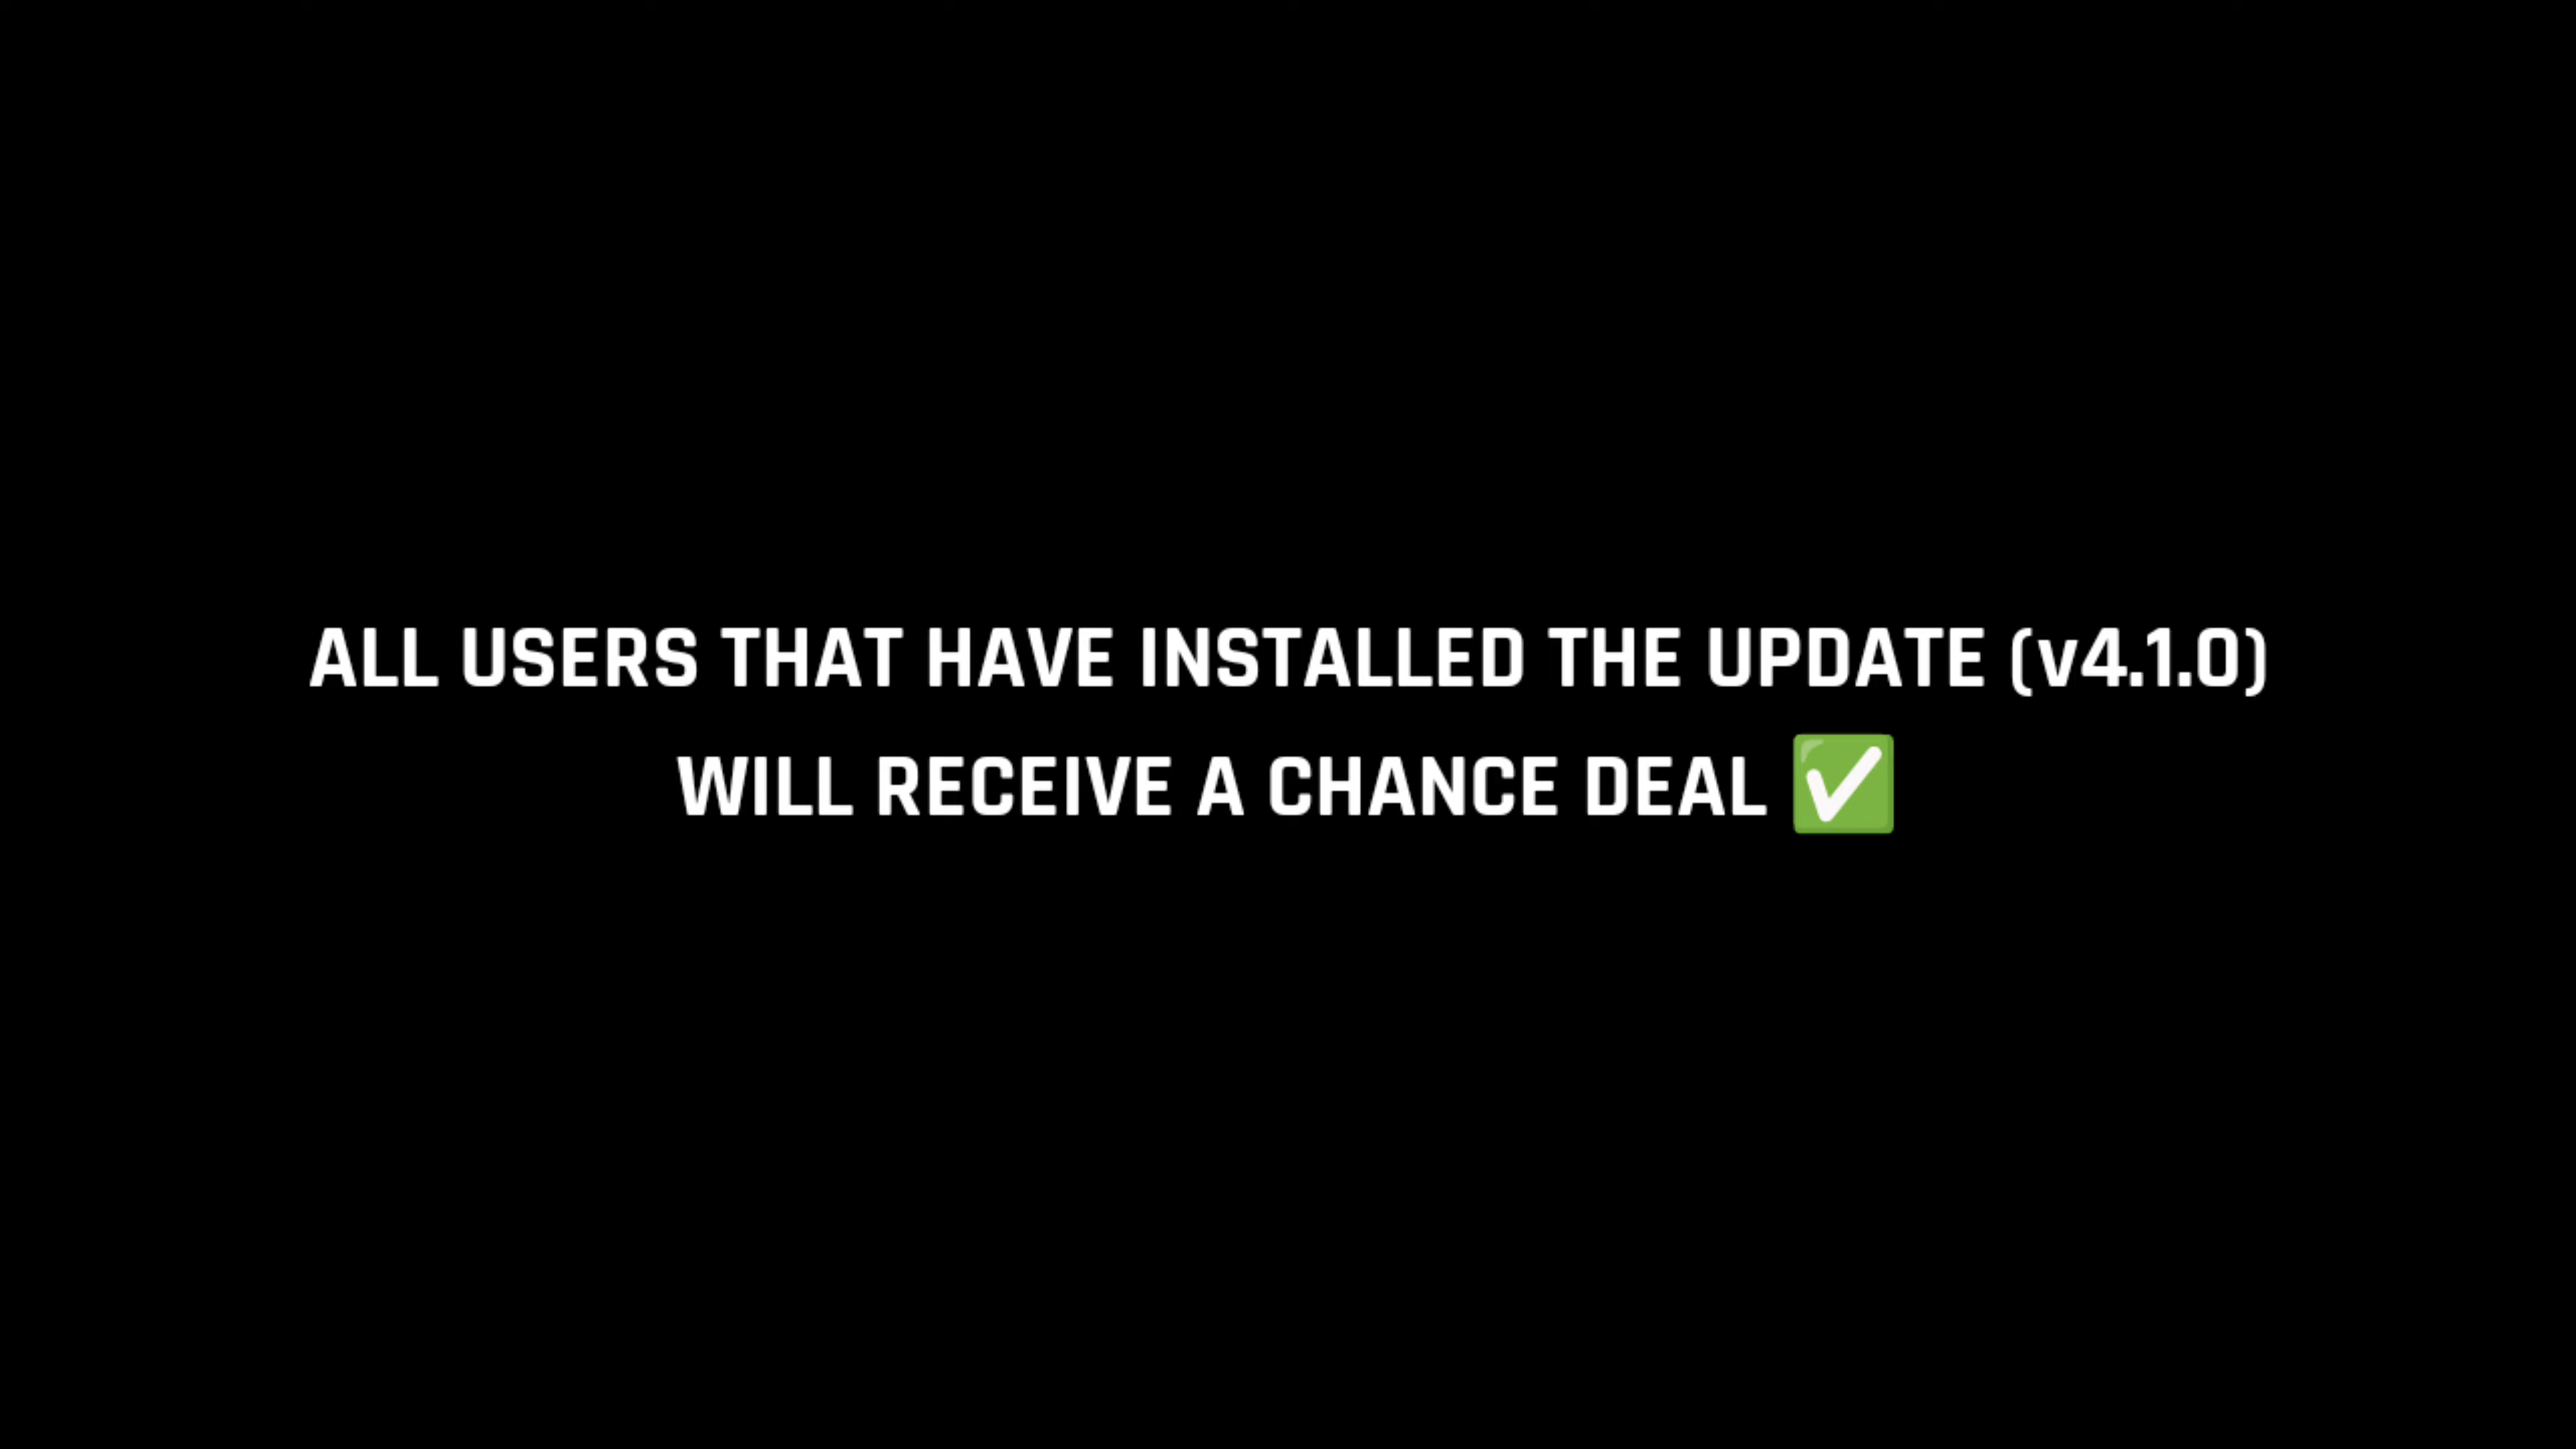 ALL USERS THAT HAVE INSTALLED THE UPDATE (v4.1.0)
WILL RECEIVE A CHANCE DEAL ✅